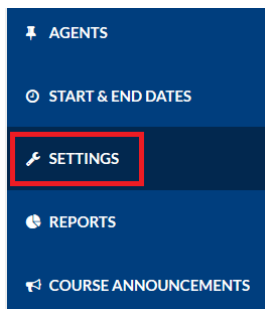 AGENTS
START & END DATES
SETTINGS
REPORTS
COURSE ANNOUNCEMENTS